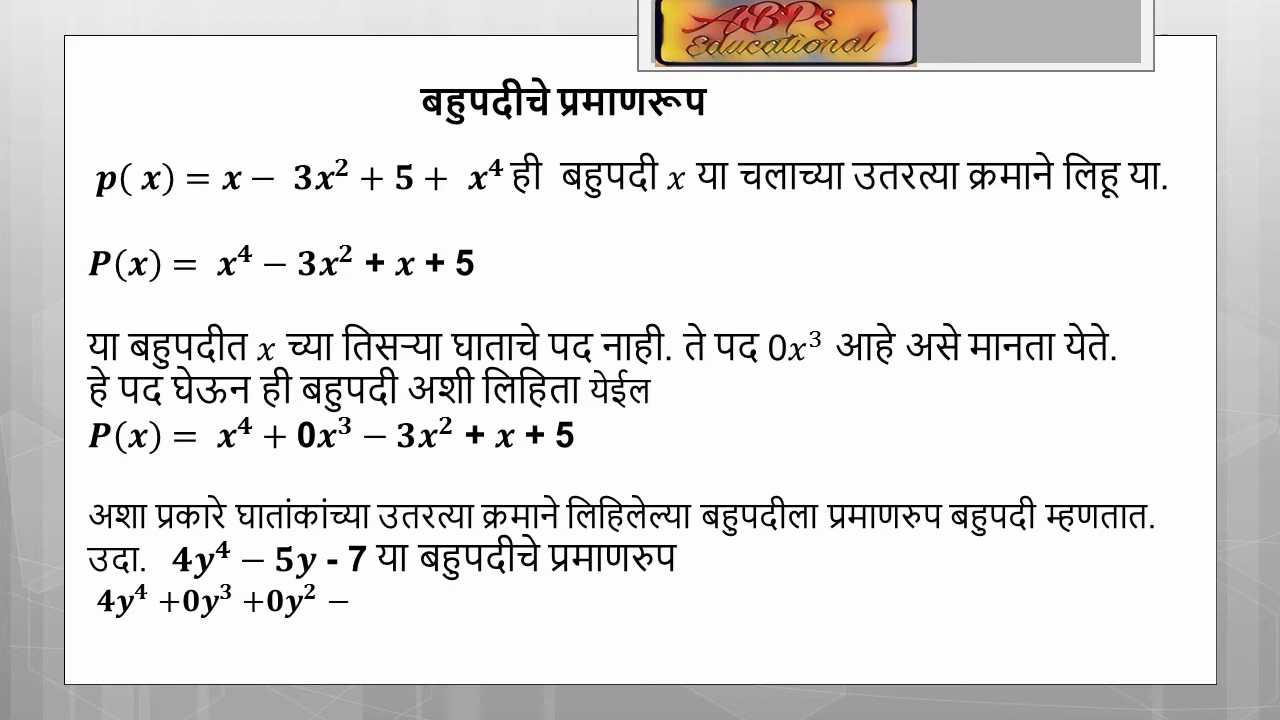 ABPs
Educational
बहुपदीचे प्रमाणरूप
p( x) = x − 3x² + 5 + x⁴ ही बहुपदी x या चलाच्या उतरत्या क्रमाने लिहू या.
P(x) = x⁴ − 3x² + x + 5
या बहुपदीत x च्या तिसऱ्या घाताचे पद नाही. ते पद 0x³ आहे असे मानता येते.
हे पद घेऊन ही बहुपदी अशी लिहिता येईल
P(x) = x⁴ + 0x³ − 3x² + x + 5
अशा प्रकारे घातांकांच्या उतरत्या क्रमाने लिहिलेल्या बहुपदीला प्रमाणरुप बहुपदी म्हणतात.
उदा. 4y⁴ − 5y - 7 या बहुपदीचे प्रमाणरुप
4y⁴ +0y³ +0y² −